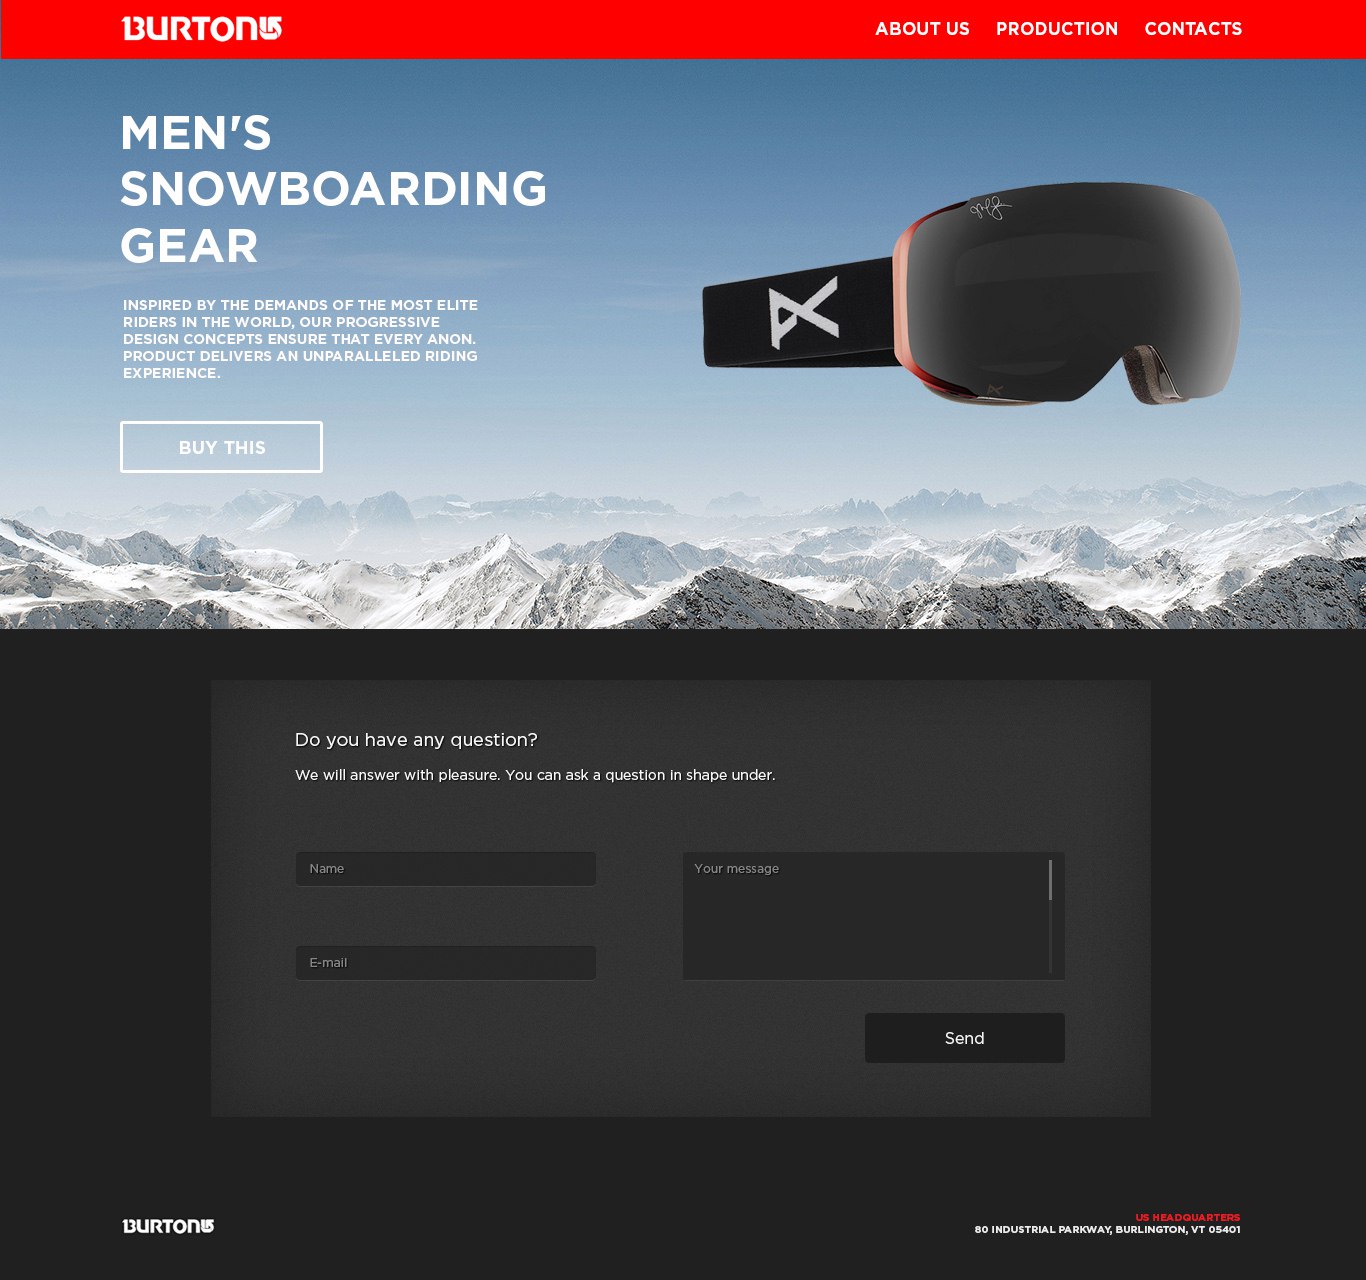 BURTON
ABOUT US PRODUCTION CONTACTS
MEN'S
SNOWBOARDING
GEAR
INSPIRED BY THE DEMANDS OF THE MOST ELITE
RIDERS IN THE WORLD, OUR PROGRESSIVE
DESIGN CONCEPTS ENSURE THAT EVERY ANON.
PRODUCT DELIVERS AN UNPARALLELED RIDING
EXPERIENCE.
BUY THIS
Do you have any question?
We will answer with pleasure. You can ask a question in shape under.
Name
Your message
E-mail
Send
BURTON
US HEADQUARTERS
80 INDUSTRIAL PARKWAY, BURLINGTON, VT 05401